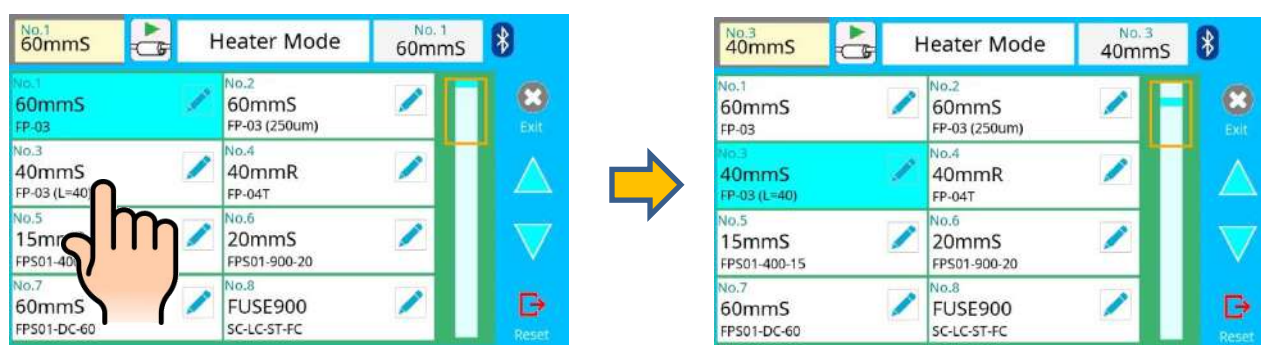 No.1
60mmS
Heater Mode
No. 1
60mmS
No.1
60mmS
FP-03
No.2
60mmS
FP-03 (250um)
No.3
40mmS
FP-03 (L=40
No.4
40mmR
FP-04T
No.5
15mm
FPS01-40
No.6
20mmS
FPS01-900-20
No.7
60mmS
FPS01-DC-60
No.8
FUSE900
SC-LC-ST-FC
Exit
Reset
No.3
40mmS
Heater Mode
No. 3
40mmS
No.1
60mmS
FP-03
No.2
60mmS
FP-03 (250um)
No.3
40mmS
FP-03 (L=40)
No.4
40mmR
FP-04T
No.5
15mmS
FPS01-400-15
No.6
20mmS
FPS01-900-20
No.7
60mmS
FPS01-DC-60
No.8
FUSE900
SC-LC-ST-FC
Exit
Reset